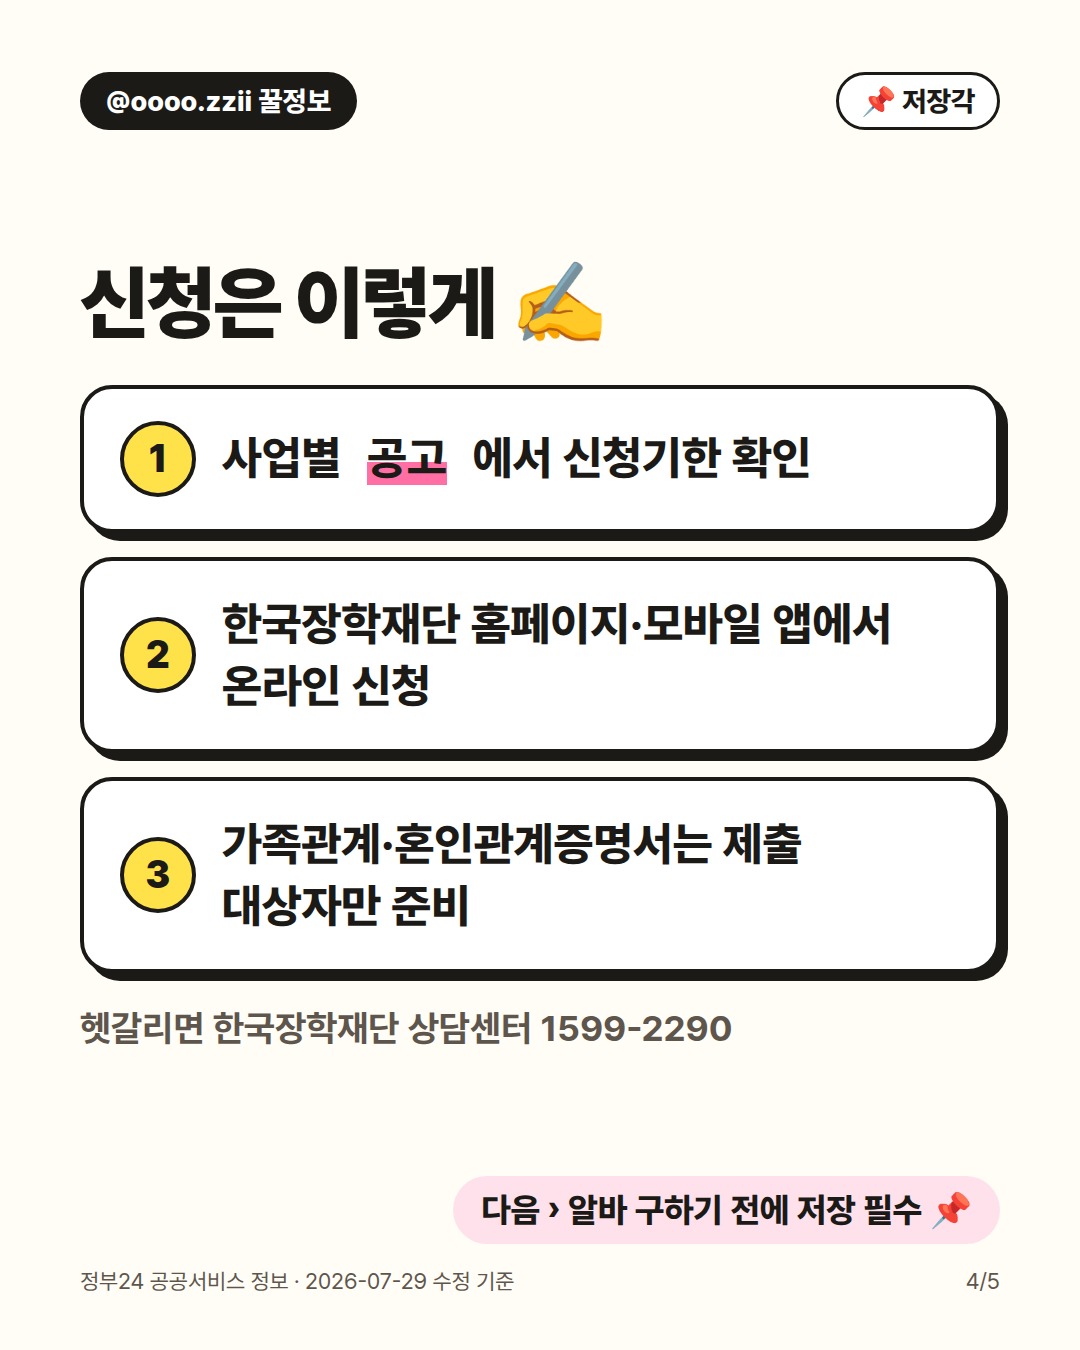 @oooo.zzii 꿀정보
📌 저장각
신청은 이렇게 ✍️
1 사업별 공고 에서 신청기한 확인
2 한국장학재단 홈페이지·모바일 앱에서
온라인 신청
3 가족관계·혼인관계증명서는 제출
대상자만 준비
헷갈리면 한국장학재단 상담센터 1599-2290
다음 › 알바 구하기 전에 저장 필수 📌
정부24 공공서비스 정보 · 2026-07-29 수정 기준
4/5